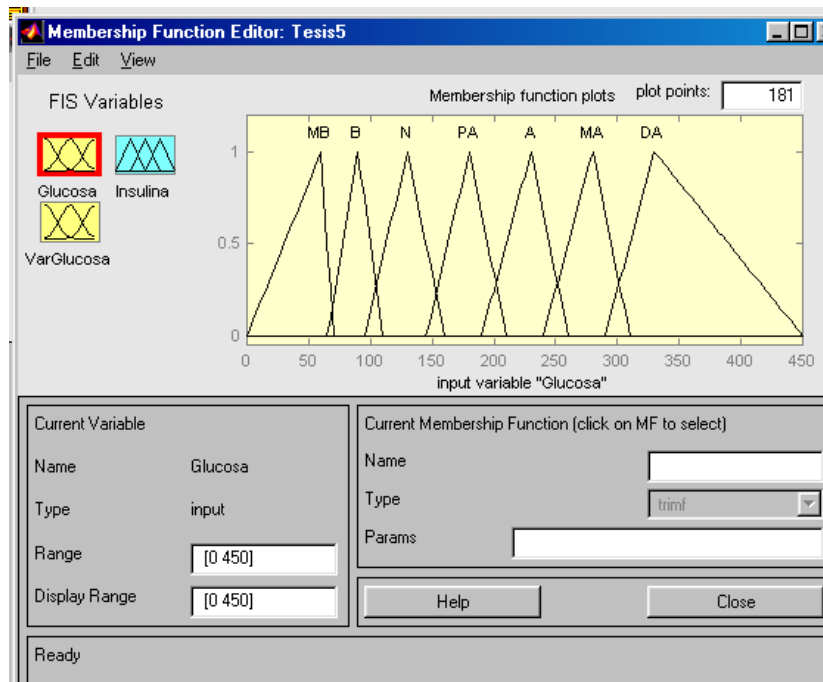 Membership Function Editor: Tesis5
File Edit View
FIS Variables
Membership function plots plot points: 181
Glucosa Insulina
VarGlucosa
MB B N PA A MA DA
1
0.5
0
0 50 100 150 200 250 300 350 400 450
input variable "Glucosa"
Current Variable
Name Glucosa
Type input
Range [0 450]
Display Range [0 450]
Current Membership Function (click on MF to select)
Name
Type trimf
Params
Help Close
Ready